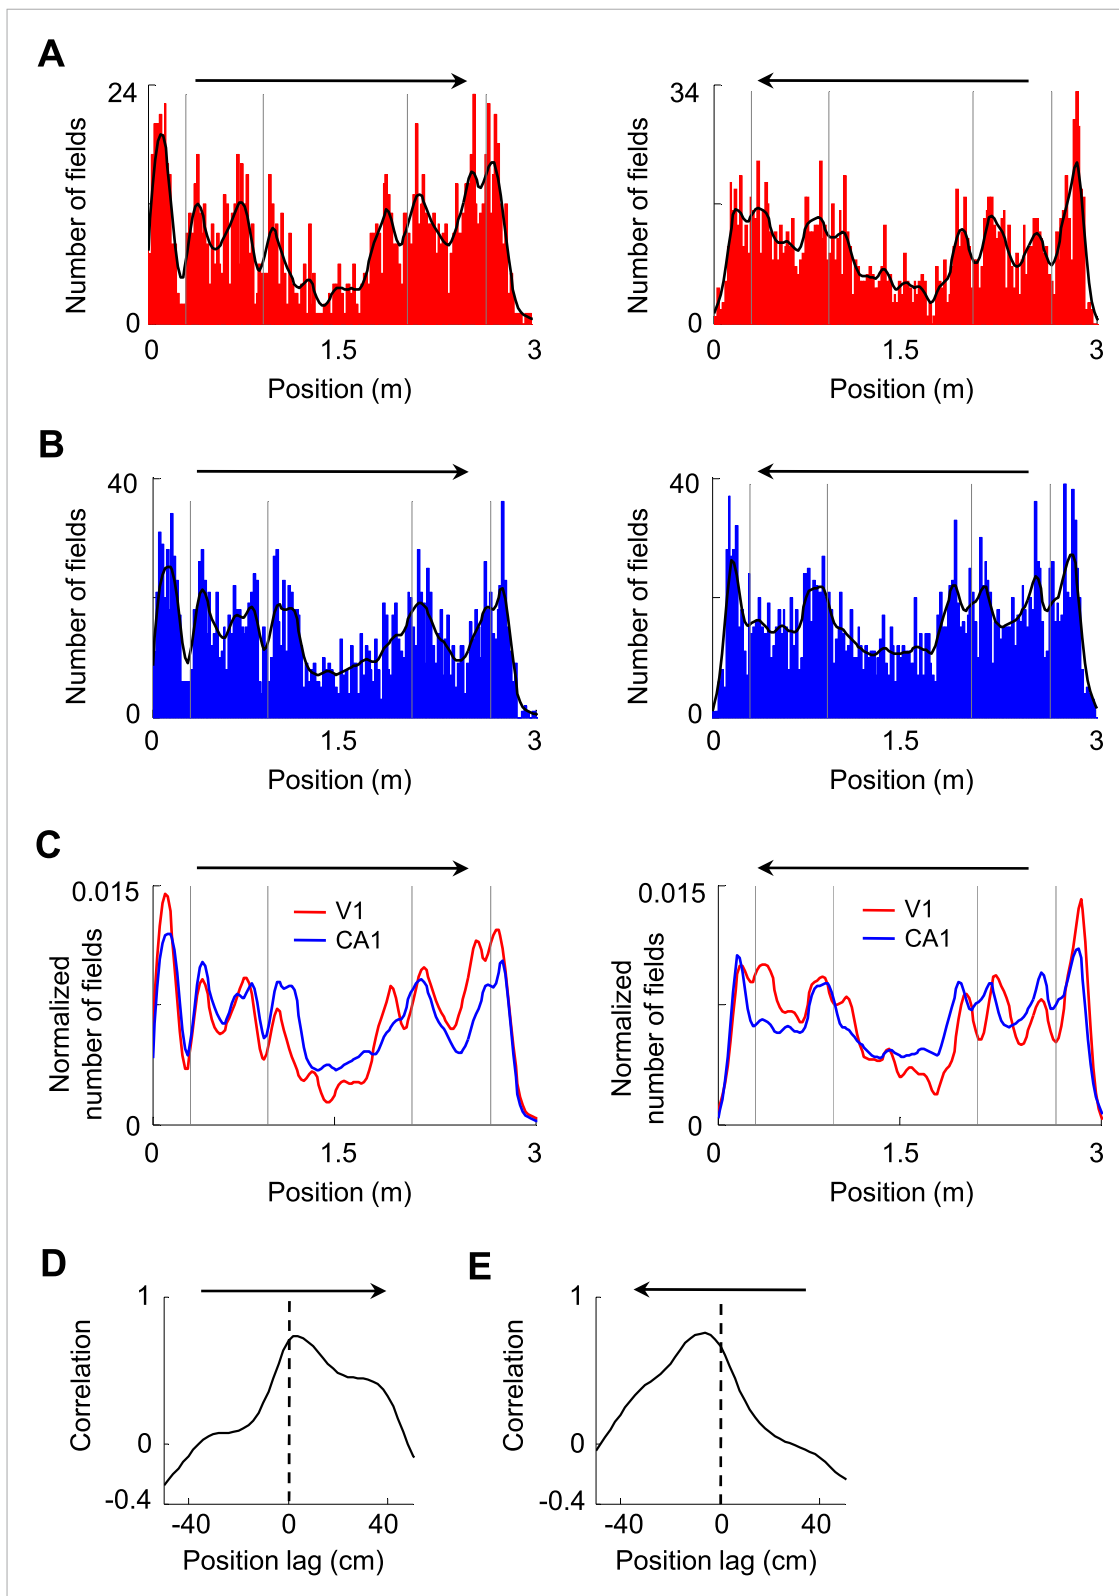 A
Number of fields
24
0
0 1.5 3
Position (m)
Number of fields
34
0
0 1.5 3
Position (m)
B
Number of fields
40
0
0 1.5 3
Position (m)
Number of fields
40
0
0 1.5 3
Position (m)
C
Normalized
number of fields
0.015
0
V1
CA1
0 1.5 3
Position (m)
Normalized
number of fields
0.015
0
V1
CA1
0 1.5 3
Position (m)
D
Correlation
1
0
-0.4
-40 0 40
Position lag (cm)
E
Correlation
1
0
-0.4
-40 0 40
Position lag (cm)